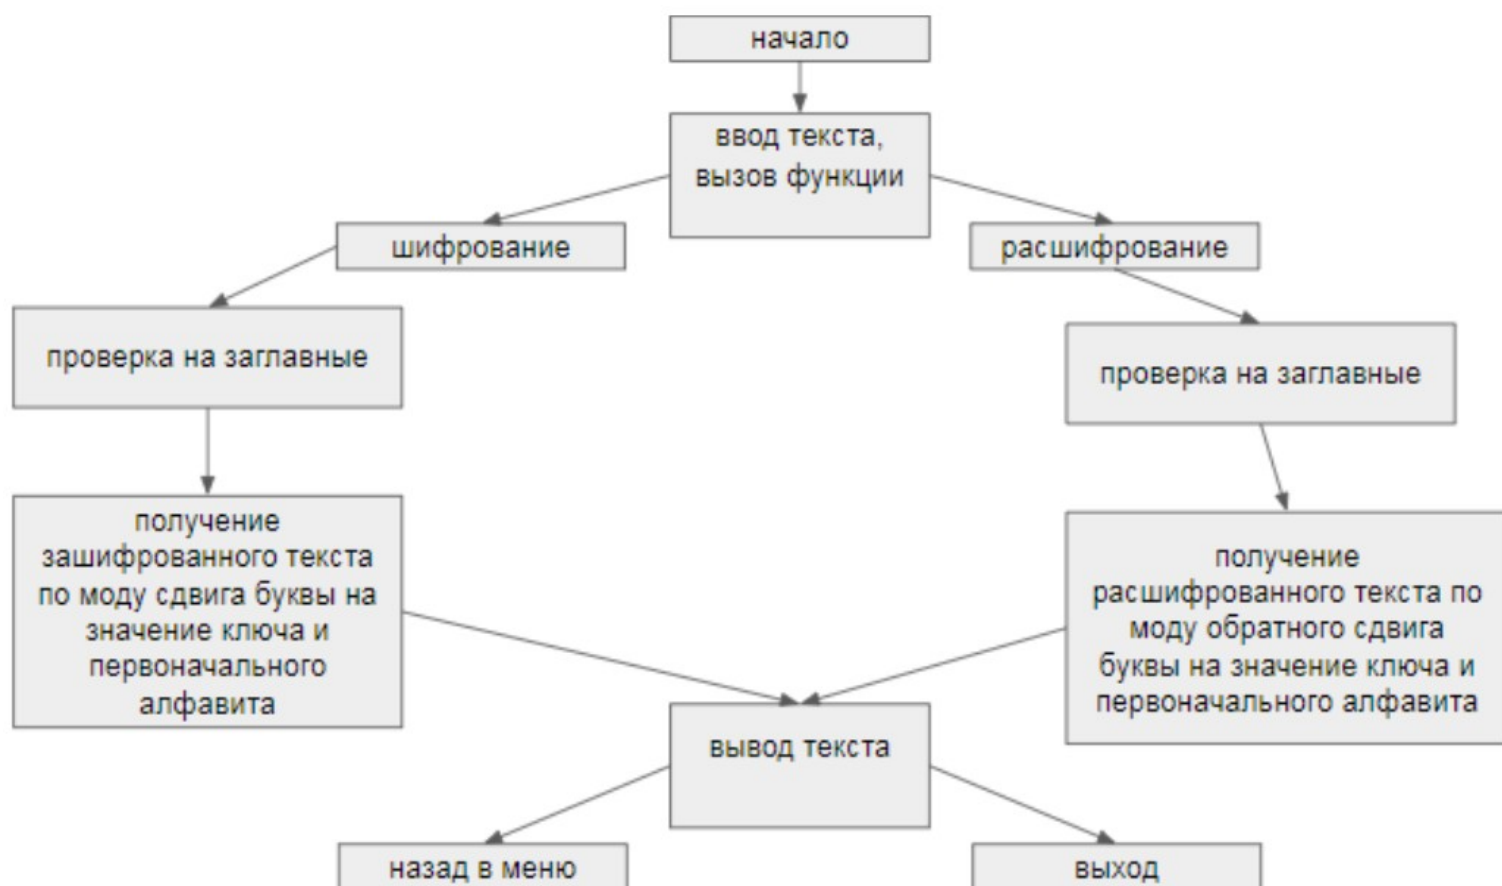 начало
ввод текста,
вызов функции
шифрование
расшифрование
проверка на заглавные
проверка на заглавные
получение
зашифрованного текста
по моду сдвига буквы на
значение ключа и
первоначального
алфавита
получение
расшифрованного текста по
моду обратного сдвига
буквы на значение ключа и
первоначального алфавита
вывод текста
назад в меню
выход